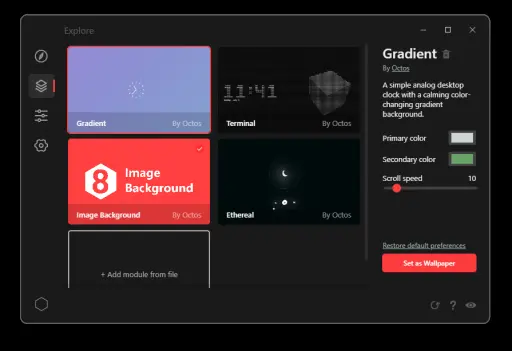 Explore
Gradient
By Octos
11:41
Terminal
By Octos
8
Image
Background
Image Background
By Octos
Ethereal
By Octos
+ Add module from file
Gradient
By Octos
A simple analog desktop
clock with a calming color-
changing gradient
background.
Primary color
Secondary color
Scroll speed 10
Restore default preferences
Set as Wallpaper
?